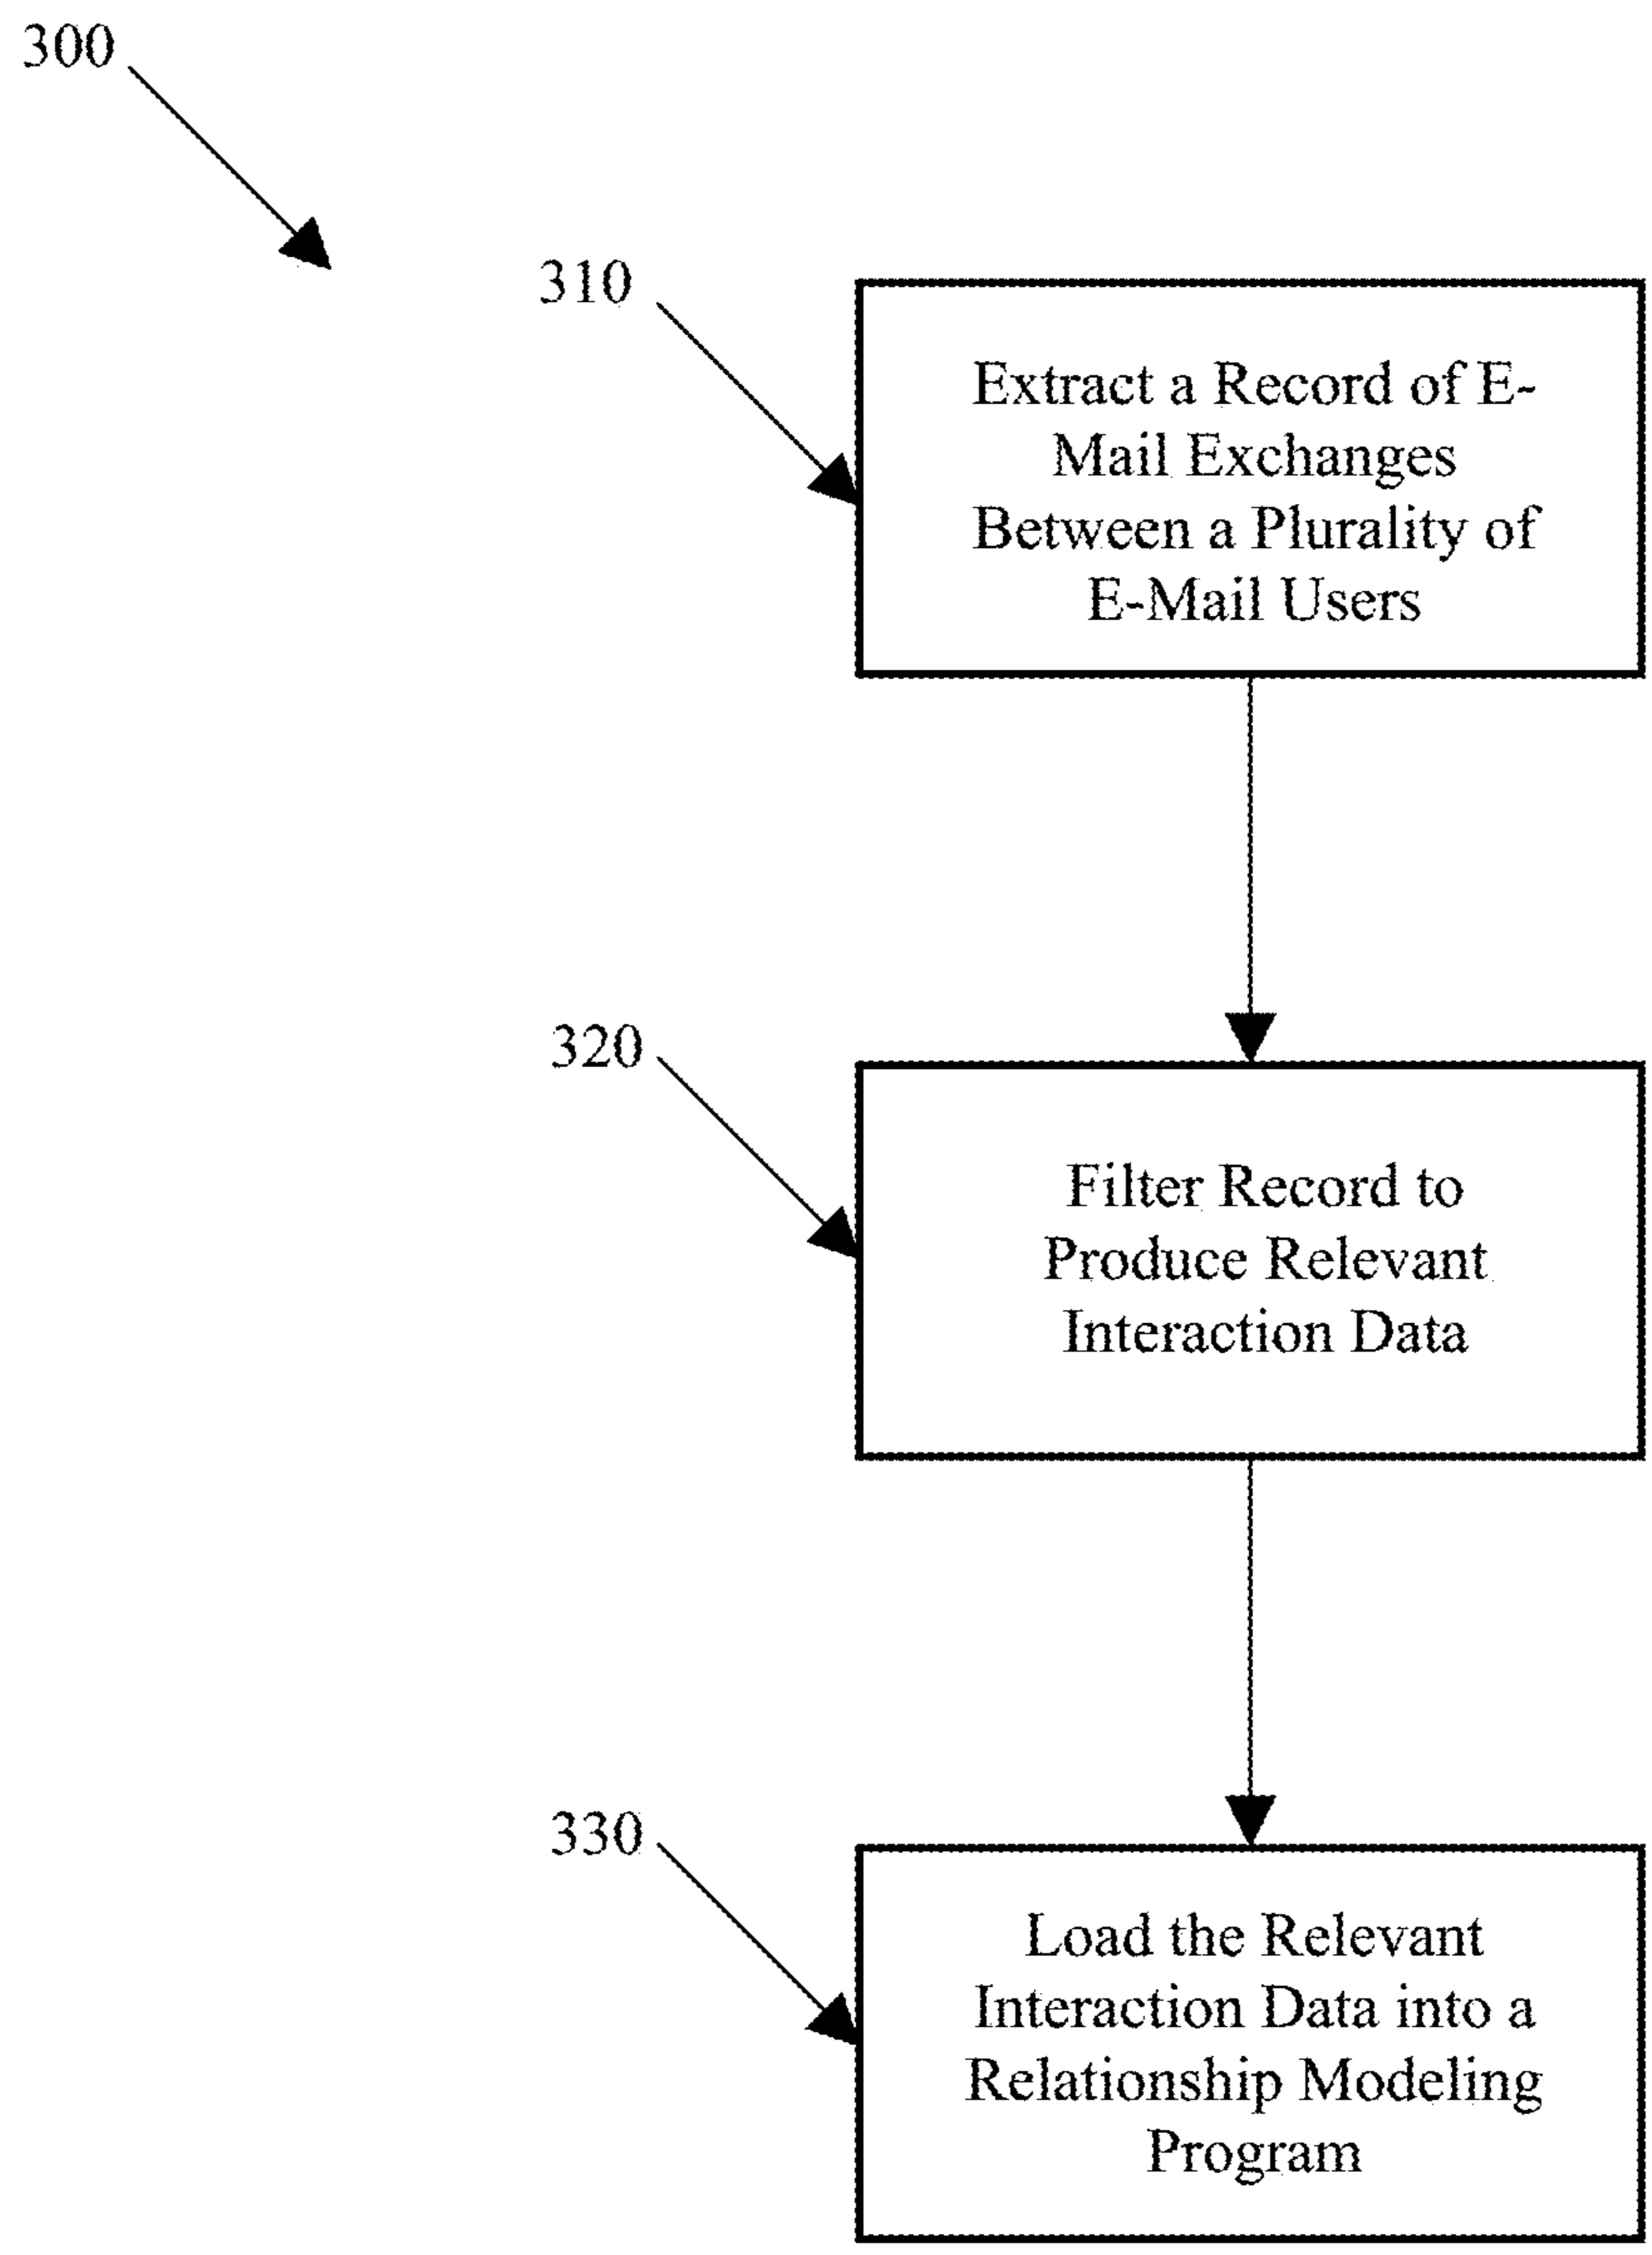 300
310
Extract a Record of E-
Mail Exchanges
Between a Plurality of
E-Mail Users
320
Filter Record to
Produce Relevant
Interaction Data
330
Load the Relevant
Interaction Data into a
Relationship Modeling
Program